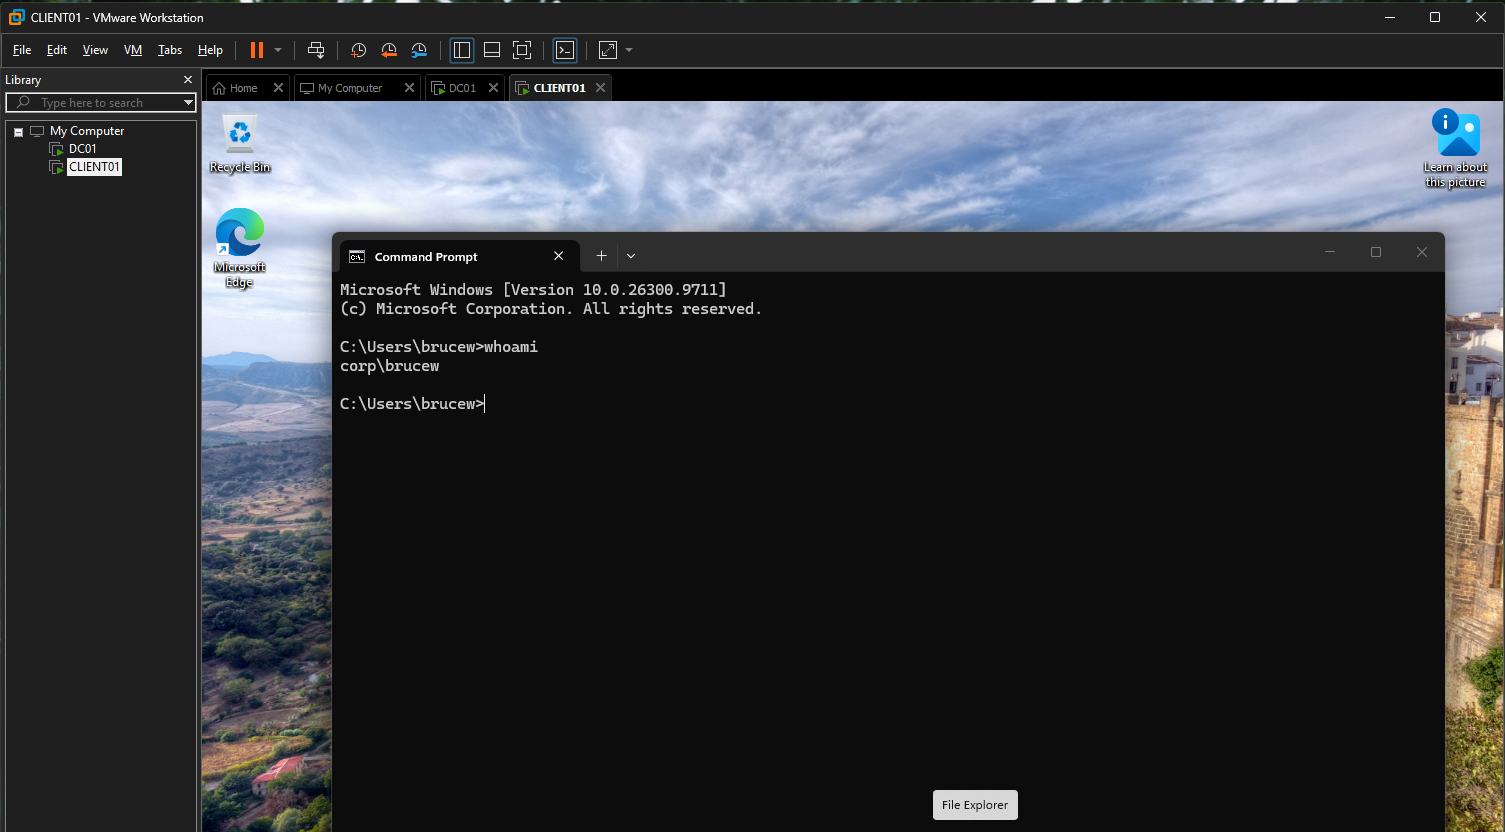 CLIENT01 - VMware Workstation
File Edit View VM Tabs Help
Library
Type here to search
My Computer
DC01
CLIENT01
Home
My Computer
DC01
CLIENT01
Recycle Bin
Microsoft
Edge
Learn about
this picture
Command Prompt
Microsoft Windows [Version 10.0.26300.9711]
(c) Microsoft Corporation. All rights reserved.
C:\Users\brucew>whoami
corp\brucew
C:\Users\brucew>
File Explorer